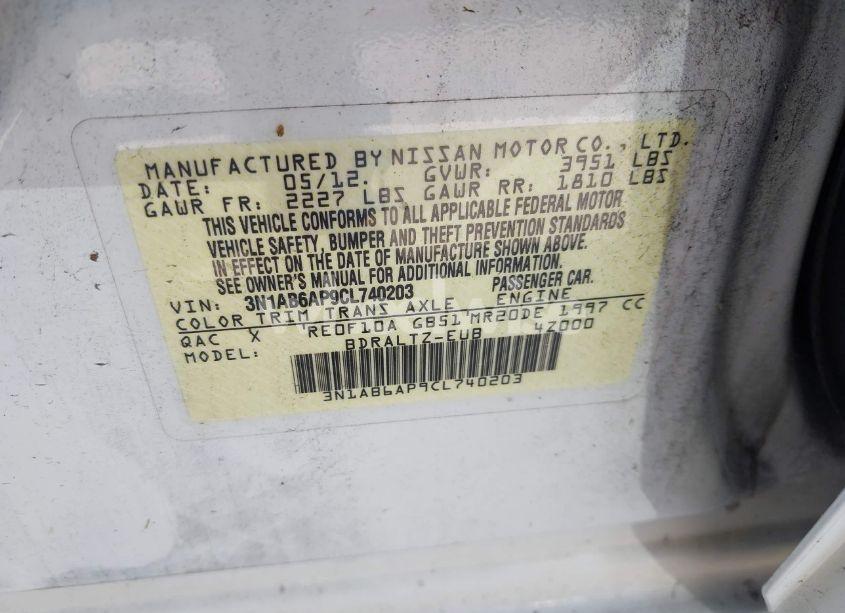 MANUFACTURED BY NISSAN MOTOR CO., LTD.
DATE: 05/12. GVWR: 3951 LBS
GAWR FR: 2227 LBS GAWR RR: 1810 LBS
THIS VEHICLE CONFORMS TO ALL APPLICABLE FEDERAL MOTOR
VEHICLE SAFETY, BUMPER AND THEFT PREVENTION STANDARDS
IN EFFECT ON THE DATE OF MANUFACTURE SHOWN ABOVE.
SEE OWNER'S MANUAL FOR ADDITIONAL INFORMATION.
VIN: 3N1AB6AP9CL740203 PASSENGER CAR.
COLOR TRIM TRANS AXLE ENGINE
QAC X RE0F10A GB51 MR20DE 1997 CC
MODEL: BDRALTZ-EUB 4Z000
3N1AB6AP9CL740203